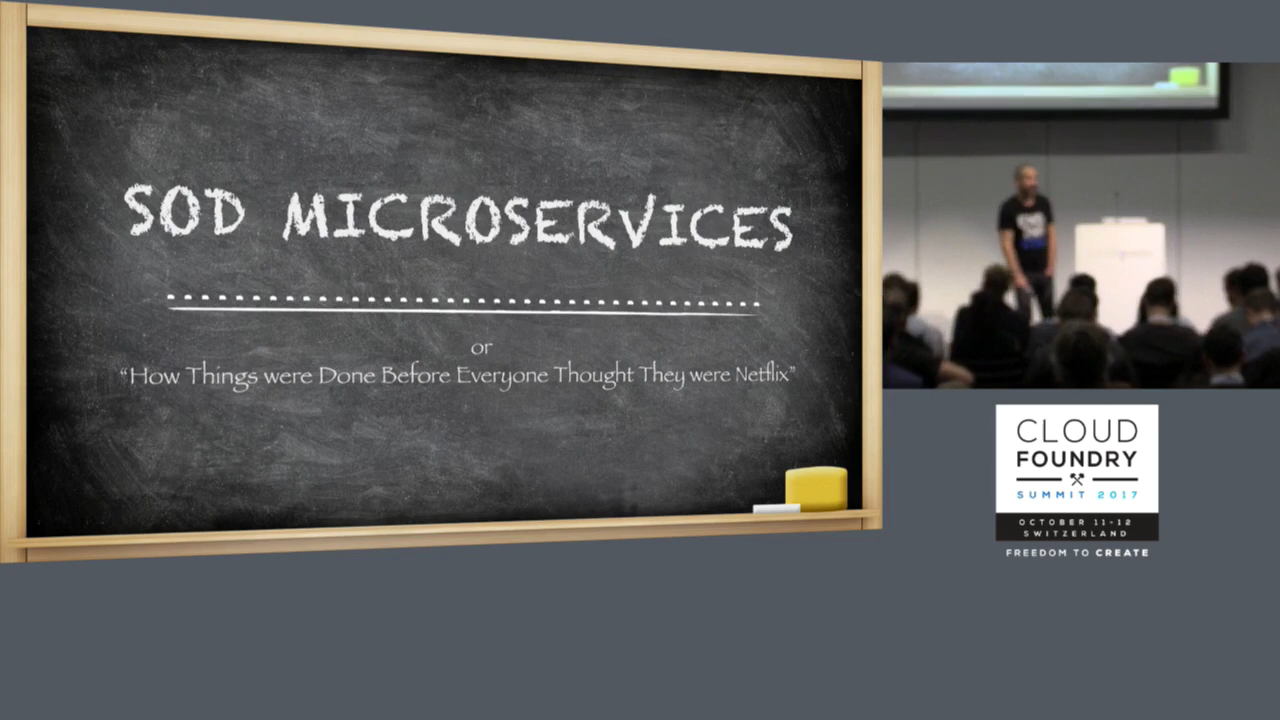 SOD MICROSERVICES
or
“How Things were Done Before Everyone Thought They were Netflix”
CLOUD
FOUNDRY
SUMMIT 2017
OCTOBER 11-12
SWITZERLAND
FREEDOM TO CREATE